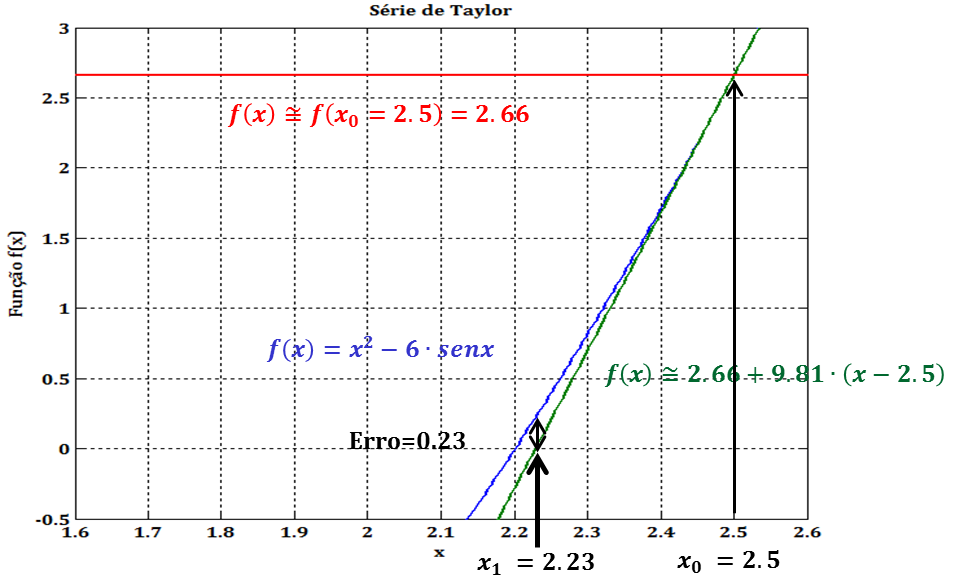 Série de Taylor
3
2.5
2
1.5
1
0.5
0
-0.5
Função f(x)
f(x) ≅ f(x₀ = 2.5) = 2.66
f(x) = x² − 6 · senx
f(x) ≅ 2.66 + 9.81 · (x − 2.5)
Erro=0.23
1.6 1.7 1.8 1.9 2 2.1 2.2 2.3 2.4 2.5 2.6
x
x₁ = 2.23
x₀ = 2.5